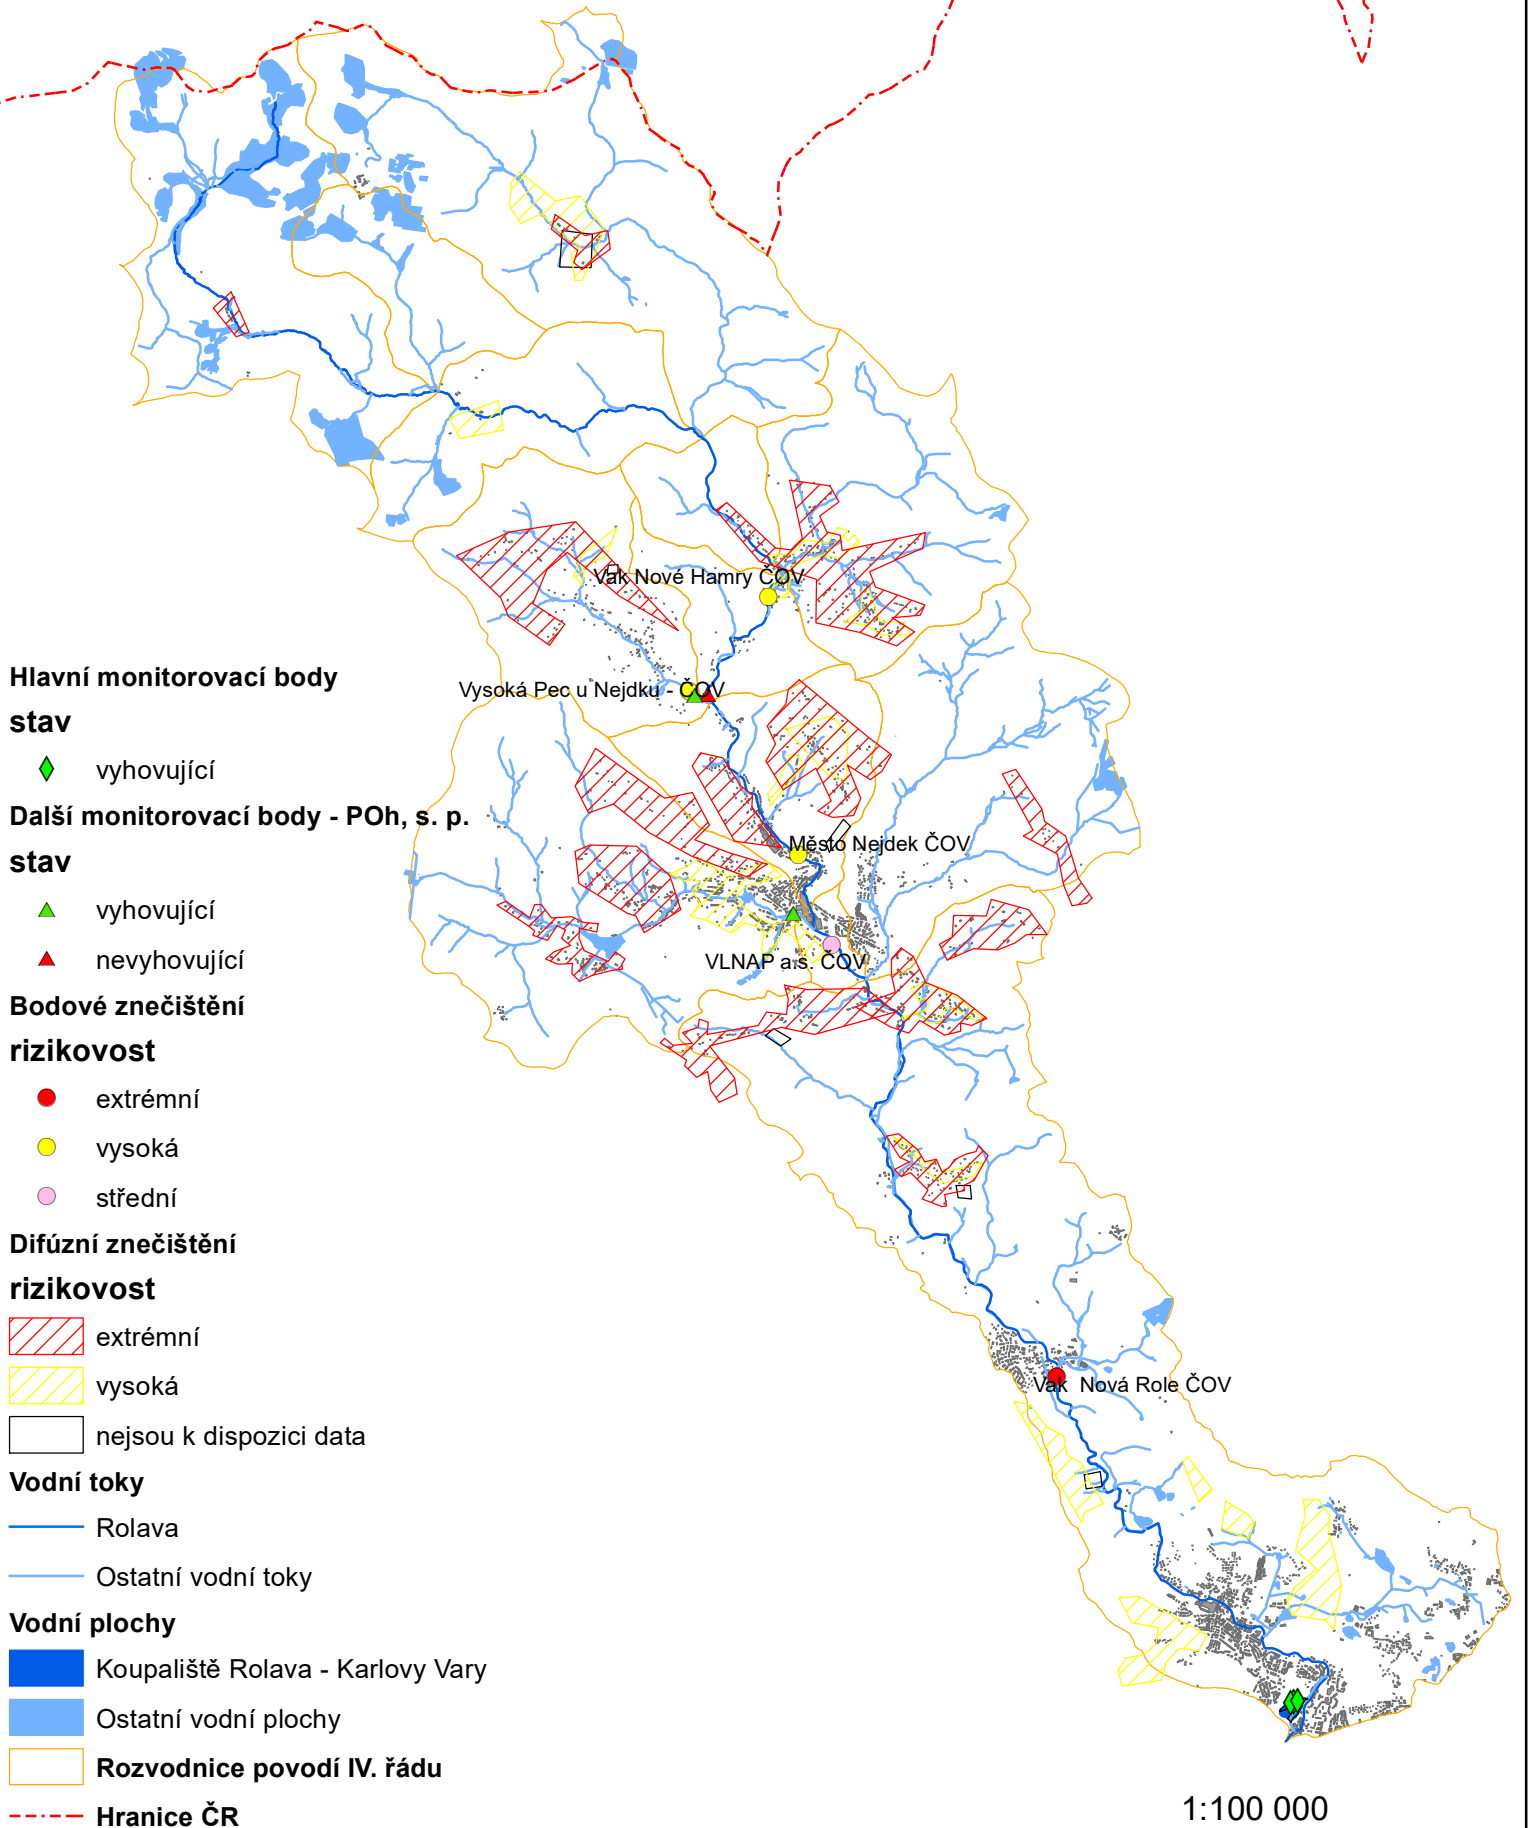 Vak Nové Hamry ČOV
Vysoká Pec u Nejdku - ČOV
Město Nejdek ČOV
VLNAP a.s. ČOV
Vak Nová Role ČOV
Hlavní monitorovací body
stav
vyhovující
Další monitorovací body - POh, s. p.
stav
vyhovující
nevyhovující
Bodové znečištění
rizikovost
extrémní
vysoká
střední
Difúzní znečištění
rizikovost
extrémní
vysoká
nejsou k dispozici data
Vodní toky
Rolava
Ostatní vodní toky
Vodní plochy
Koupaliště Rolava - Karlovy Vary
Ostatní vodní plochy
Rozvodnice povodí IV. řádu
Hranice ČR
1:100 000